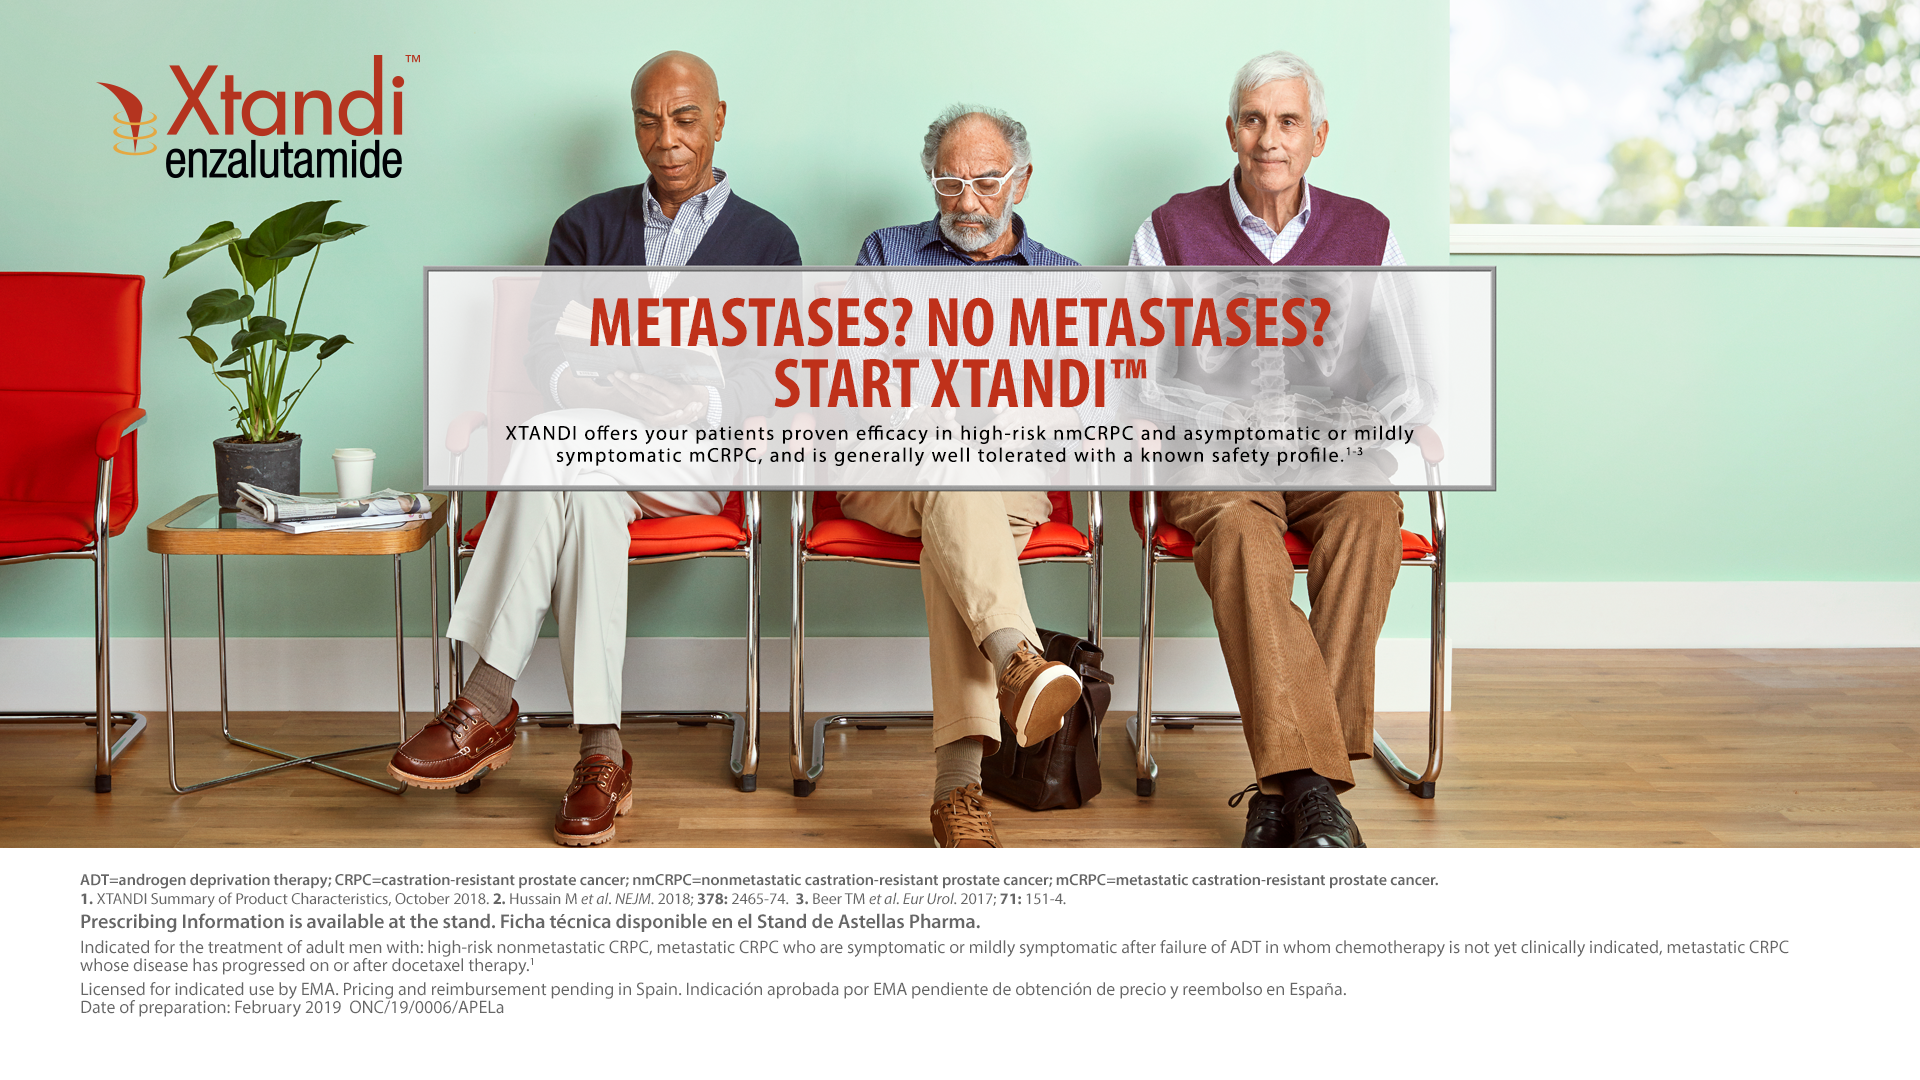 Xtandi™
enzalutamide
METASTASES? NO METASTASES?
START XTANDI™
XTANDI offers your patients proven efficacy in high-risk nmCRPC and asymptomatic or mildly
symptomatic mCRPC, and is generally well tolerated with a known safety profile.¹⁻³
ADT=androgen deprivation therapy; CRPC=castration-resistant prostate cancer; nmCRPC=nonmetastatic castration-resistant prostate cancer; mCRPC=metastatic castration-resistant prostate cancer.
1. XTANDI Summary of Product Characteristics, October 2018. 2. Hussain M et al. NEJM. 2018; 378: 2465-74. 3. Beer TM et al. Eur Urol. 2017; 71: 151-4.
Prescribing Information is available at the stand. Ficha técnica disponible en el Stand de Astellas Pharma.
Indicated for the treatment of adult men with: high-risk nonmetastatic CRPC, metastatic CRPC who are symptomatic or mildly symptomatic after failure of ADT in whom chemotherapy is not yet clinically indicated, metastatic CRPC
whose disease has progressed on or after docetaxel therapy.¹
Licensed for indicated use by EMA. Pricing and reimbursement pending in Spain. Indicación aprobada por EMA pendiente de obtención de precio y reembolso en España.
Date of preparation: February 2019 ONC/19/0006/APELa